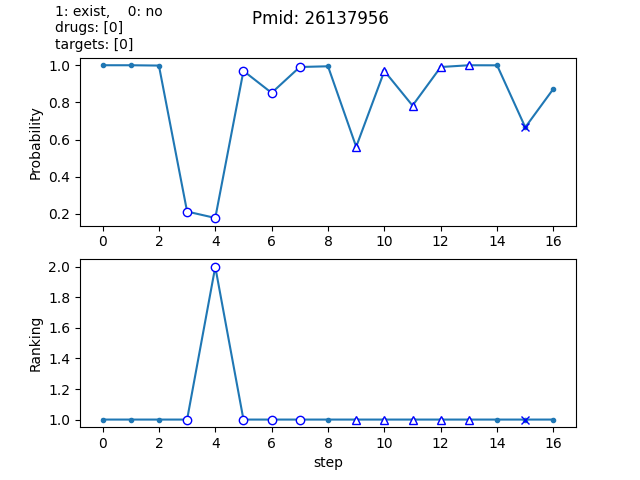 1: exist,    0: no
drugs: [0]
targets: [0]
Pmid: 26137956
Probability
1.0
0.8
0.6
0.4
0.2
0 2 4 6 8 10 12 14 16
Ranking
2.0
1.8
1.6
1.4
1.2
1.0
0 2 4 6 8 10 12 14 16
step